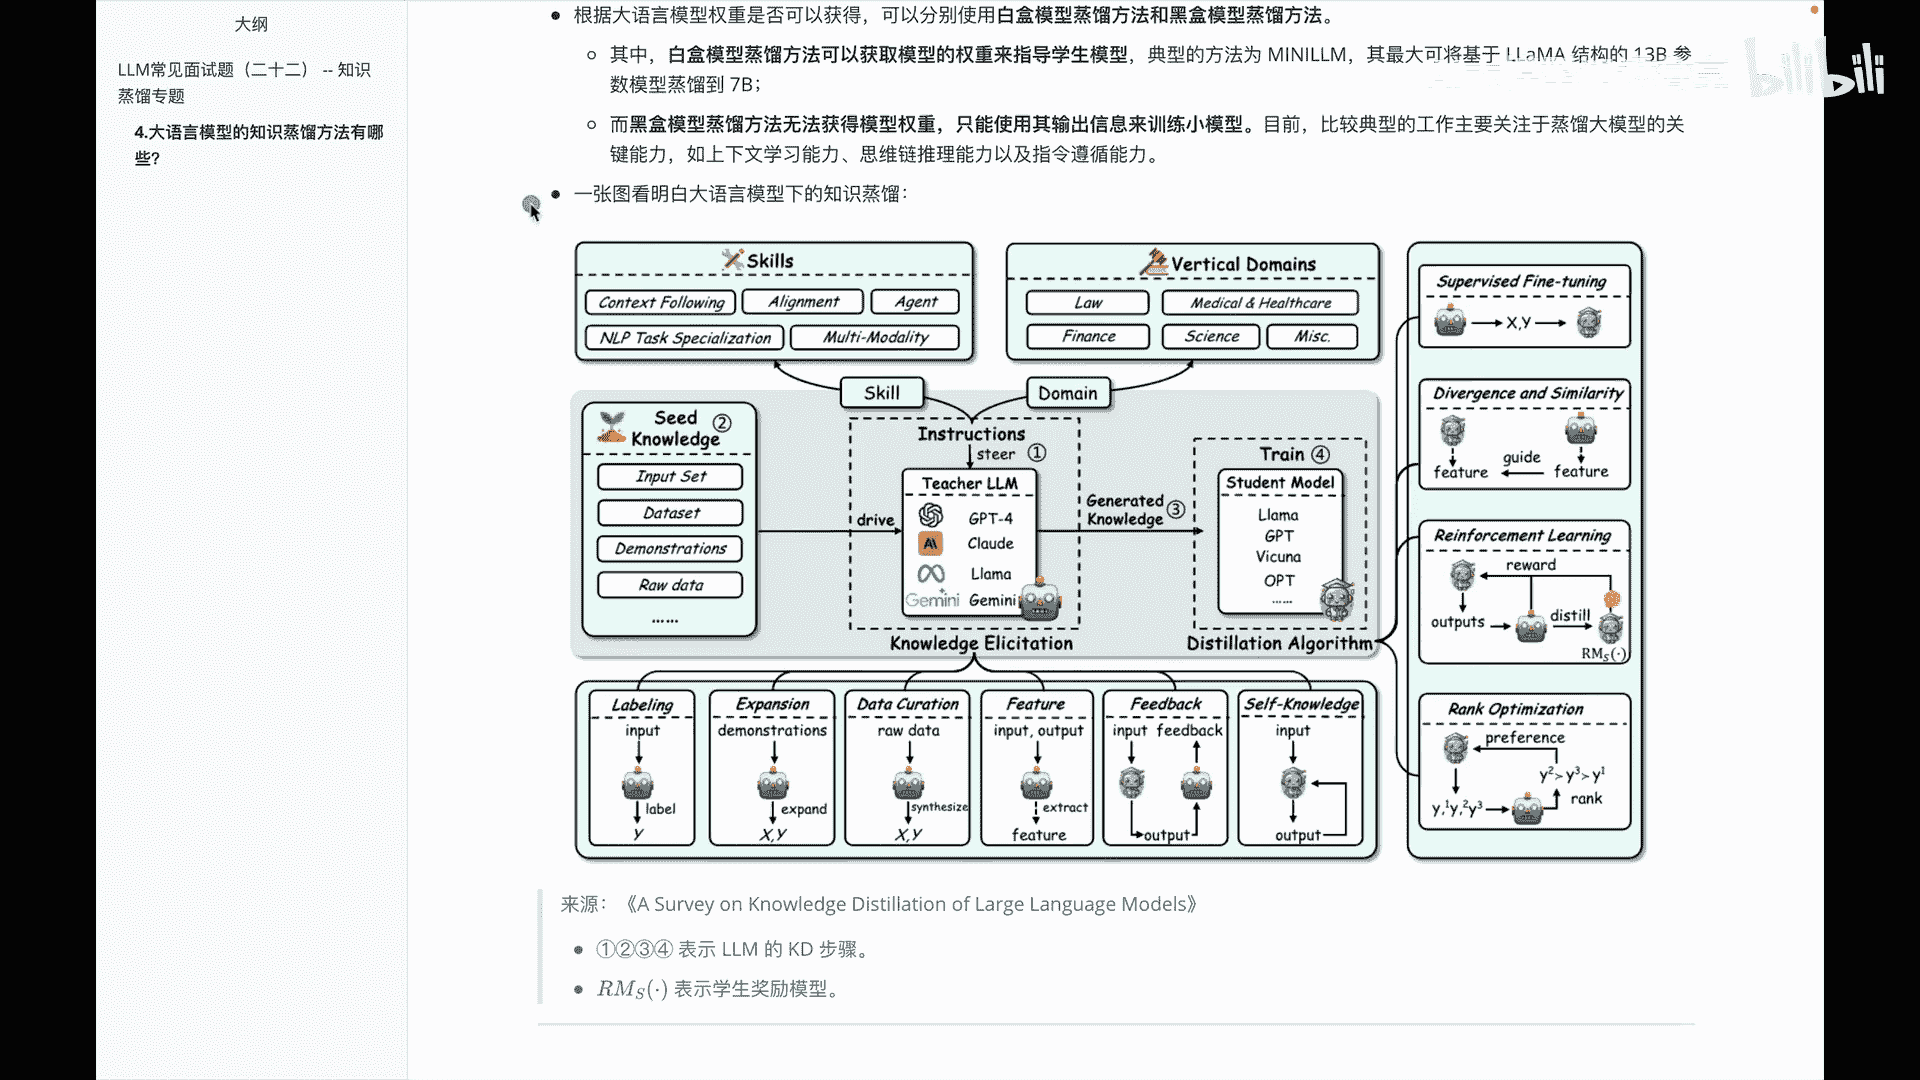 大纲
LLM常见面试题（二十二） -- 知识
蒸馏专题
4.大语言模型的知识蒸馏方法有哪
些?
根据大语言模型权重是否可以获得，可以分别使用白盒模型蒸馏方法和黑盒模型蒸馏方法。
其中，白盒模型蒸馏方法可以获取模型的权重来指导学生模型，典型的方法为 MINILLM，其最大可将基于 LLaMA 结构的 13B 参
数模型蒸馏到 7B；
而黑盒模型蒸馏方法无法获得模型权重，只能使用其输出信息来训练小模型。目前，比较典型的工作主要关注于蒸馏大模型的关
键能力，如上下文学习能力、思维链推理能力以及指令遵循能力。
一张图看明白大语言模型下的知识蒸馏：
bilibili
Skills
Context Following
Alignment
Agent
NLP Task Specialization
Multi-Modality
Vertical Domains
Law
Medical & Healthcare
Finance
Science
Misc.
Skill
Domain
Seed
Knowledge ②
Input Set
Dataset
Demonstrations
Raw data
......
drive
Instructions
steer ①
Teacher LLM
GPT-4
AI Claude
Llama
Gemini Gemini
Knowledge Elicitation
Generated
Knowledge ③
Train ④
Student Model
Llama
GPT
Vicuna
OPT
......
Distillation Algorithm
Labeling
input
label
Y
Expansion
demonstrations
expand
X,Y
Data Curation
raw data
synthesize
X,Y
Feature
input, output
extract
feature
Feedback
input feedback
output
Self-Knowledge
input
output
Supervised Fine-tuning
X,Y
Divergence and Similarity
guide
feature feature
Reinforcement Learning
reward
outputs
distill
RMS(·)
Rank Optimization
preference
y²>y³>y¹
rank
y,¹y,²y³
来源：《A Survey on Knowledge Distillation of Large Language Models》
①②③④ 表示 LLM 的 KD 步骤。
RMS(·) 表示学生奖励模型。